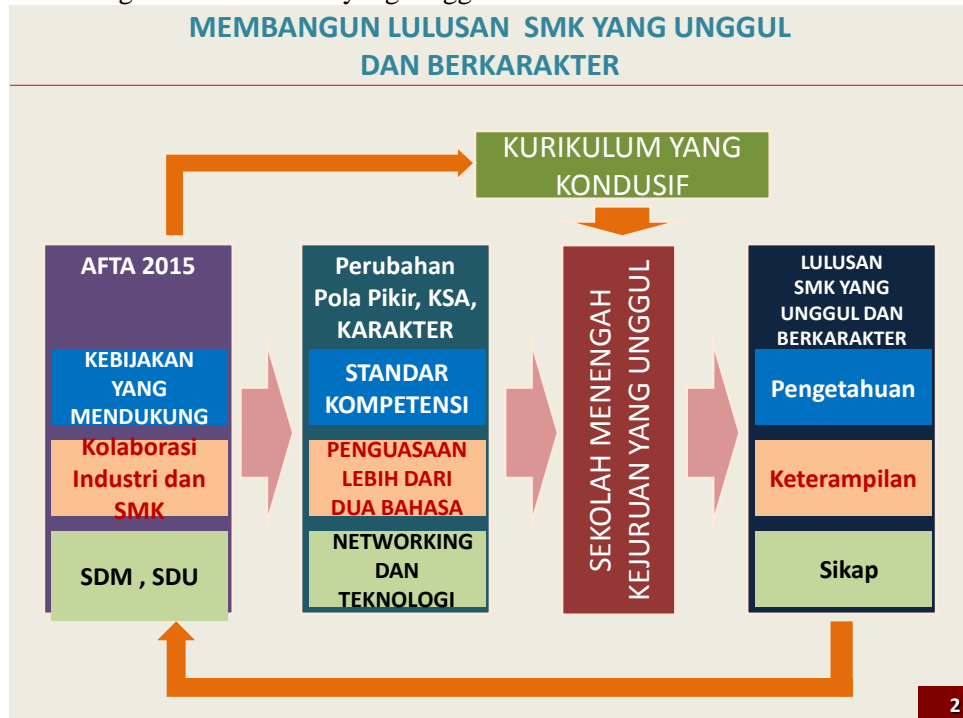 MEMBANGUN LULUSAN SMK YANG UNGGUL
DAN BERKARAKTER
KURIKULUM YANG
KONDUSIF
AFTA 2015
KEBIJAKAN
YANG
MENDUKUNG
Kolaborasi
Industri dan
SMK
SDM , SDU
Perubahan
Pola Pikir, KSA,
KARAKTER
STANDAR
KOMPETENSI
PENGUASAAN
LEBIH DARI
DUA BAHASA
NETWORKING
DAN
TEKNOLOGI
SEKOLAH MENENGAH
KEJURUAN YANG UNGGUL
LULUSAN
SMK YANG
UNGGUL DAN
BERKARAKTER
Pengetahuan
Keterampilan
Sikap
2